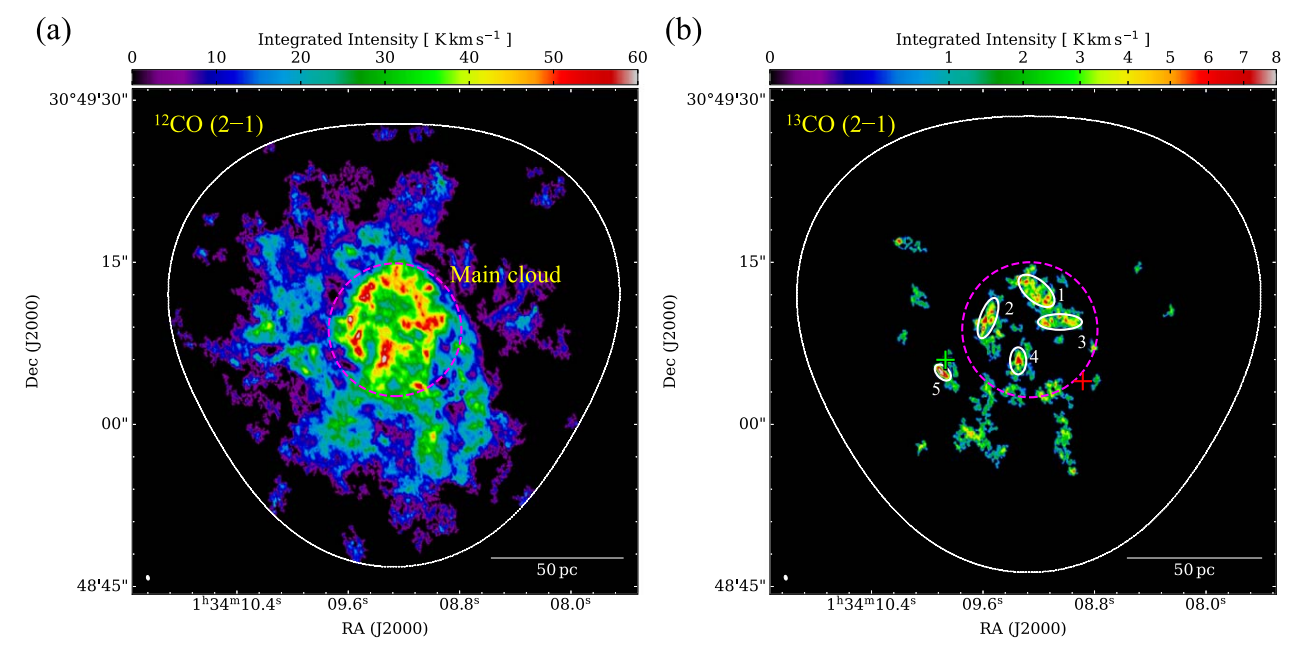 (a)
Integrated Intensity [ K km s⁻¹ ]
0 10 20 30 40 50 60
30°49'30"
15"
00"
48'45"
Dec (J2000)
¹²CO (2−1)
Main cloud
50 pc
1ʰ34ᵐ10.4ˢ 09.6ˢ 08.8ˢ 08.0ˢ
RA (J2000)
(b)
Integrated Intensity [ K km s⁻¹ ]
0 1 2 3 4 5 6 7 8
30°49'30"
15"
00"
48'45"
Dec (J2000)
¹³CO (2−1)
1
2
3
4
5
50 pc
1ʰ34ᵐ10.4ˢ 09.6ˢ 08.8ˢ 08.0ˢ
RA (J2000)